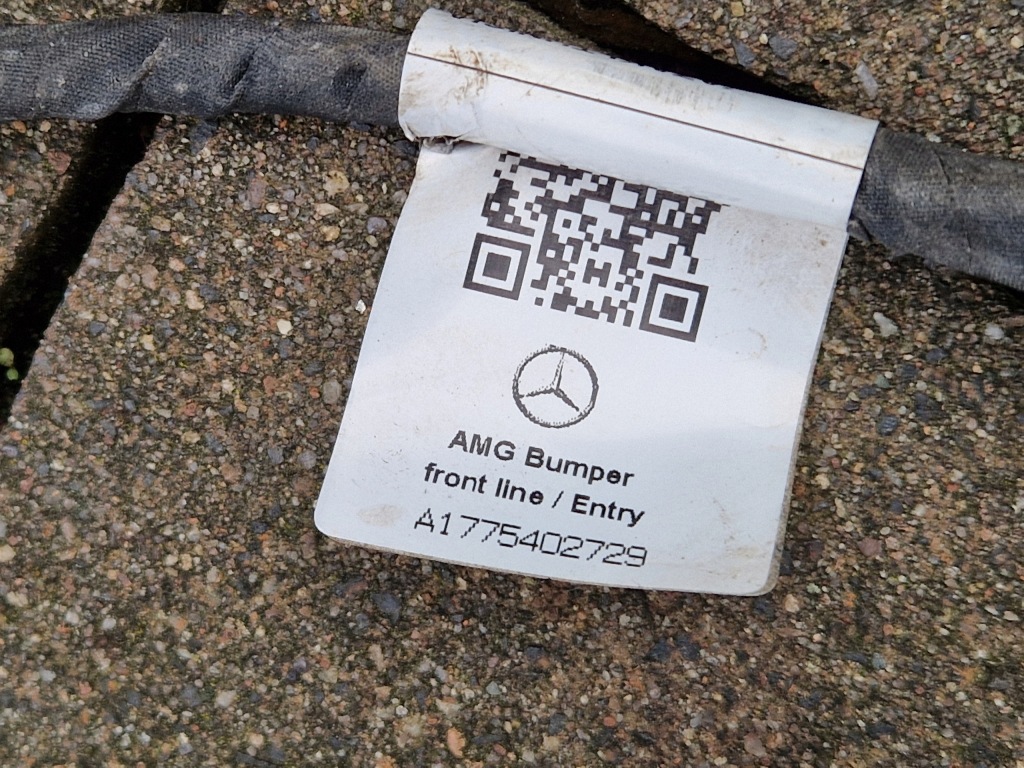 AMG Bumper
front line / Entry
A1775402729